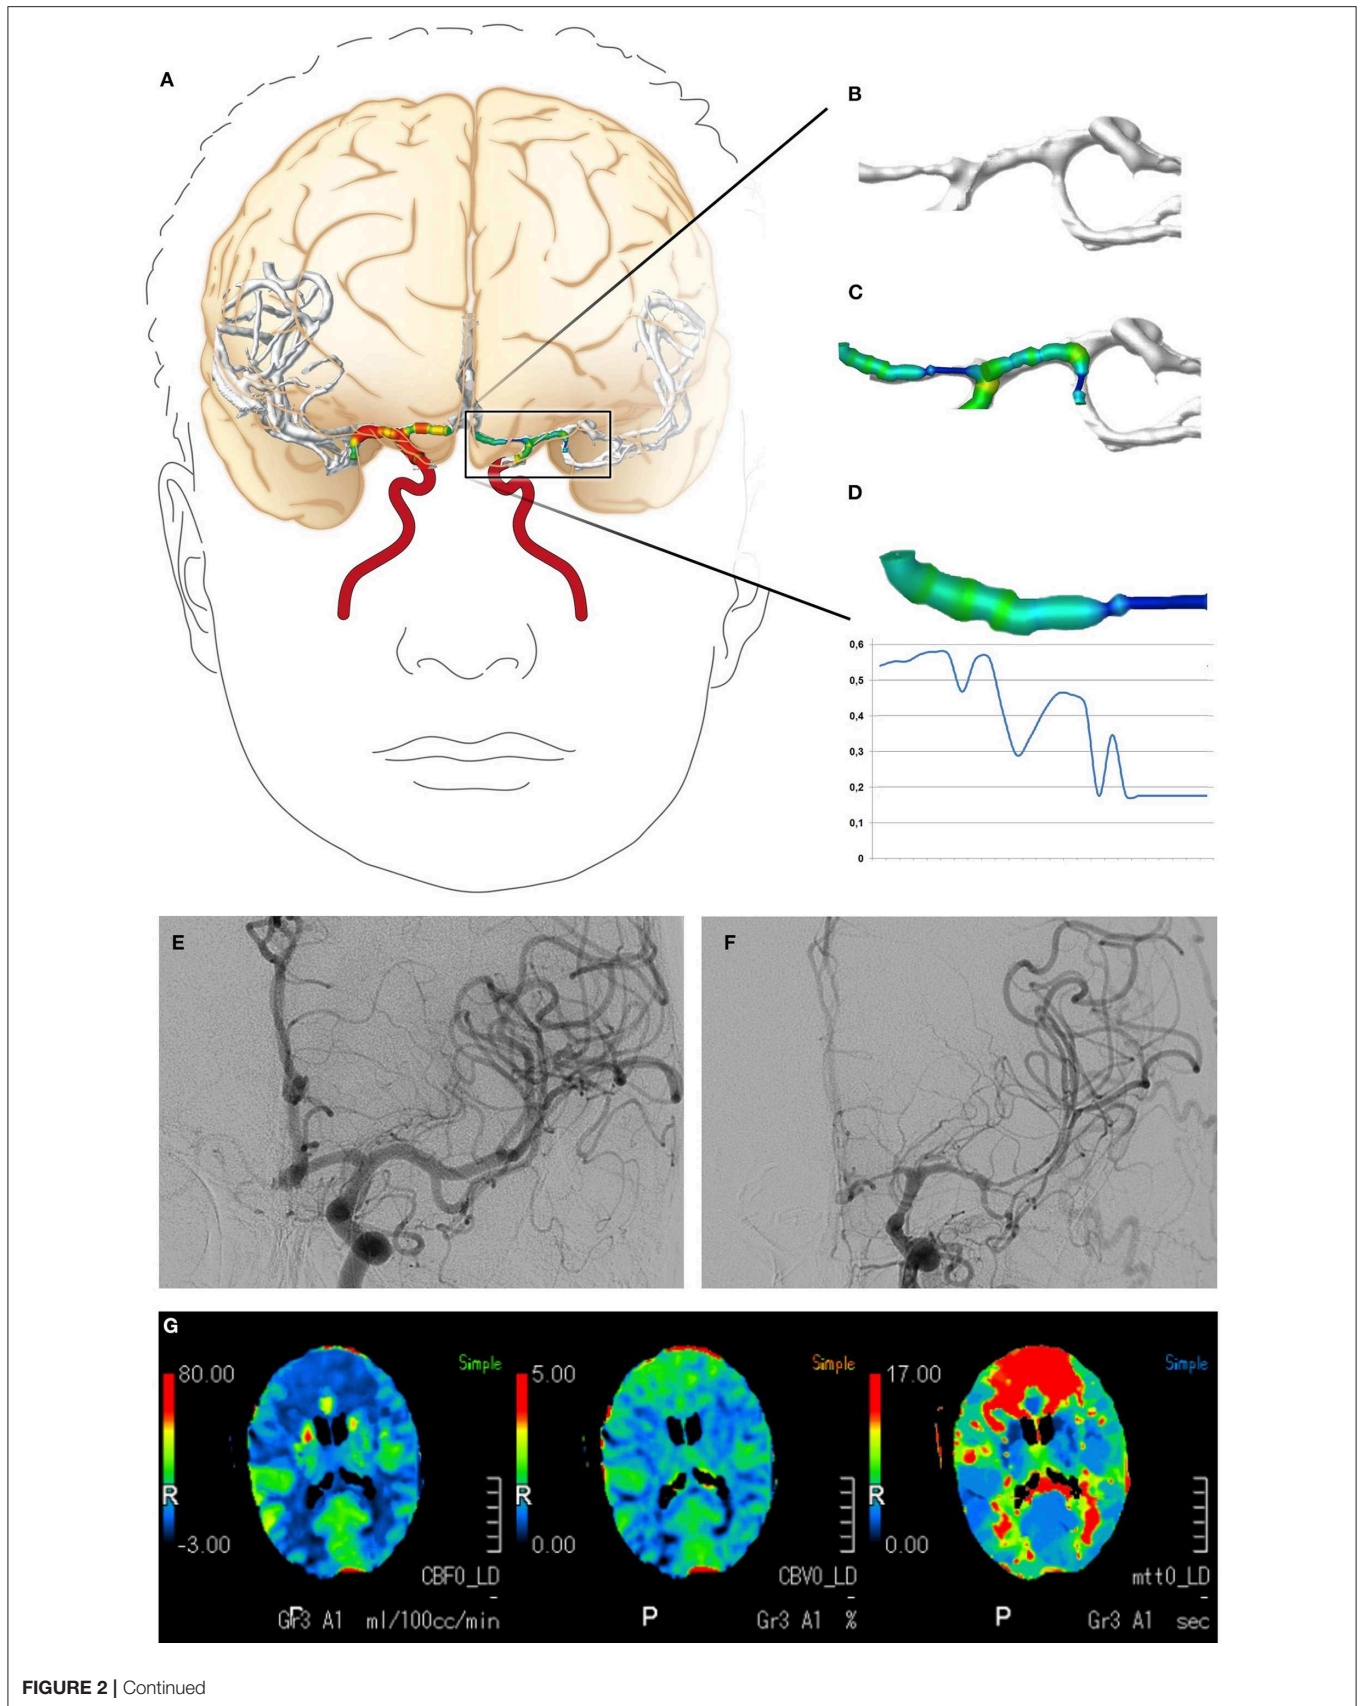 A
B
C
D
0,6
0,5
0,4
0,3
0,2
0,1
0
E
F
G
80.00
Simple
R
-3.00
CBF0_LD
-
Gr3 A1 ml/100cc/min
P
5.00
Simple
R
0.00
CBV0_LD
-
P
Gr3 A1 %
17.00
Simple
R
0.00
mtt0_LD
-
P
Gr3 A1 sec
FIGURE 2 | Continued